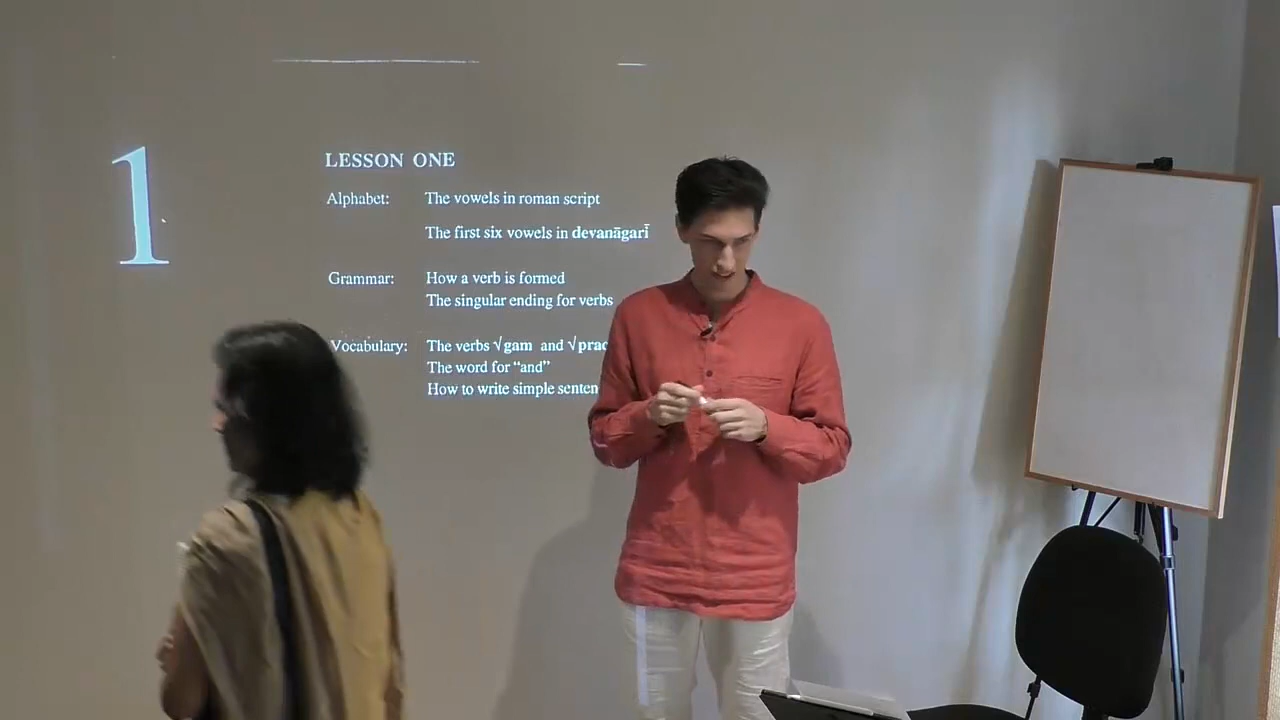 1
LESSON ONE
Alphabet: The vowels in roman script
The first six vowels in devanāgarī
Grammar: How a verb is formed
The singular ending for verbs
Vocabulary: The verbs √gam and
The word for “and”
How to write simple